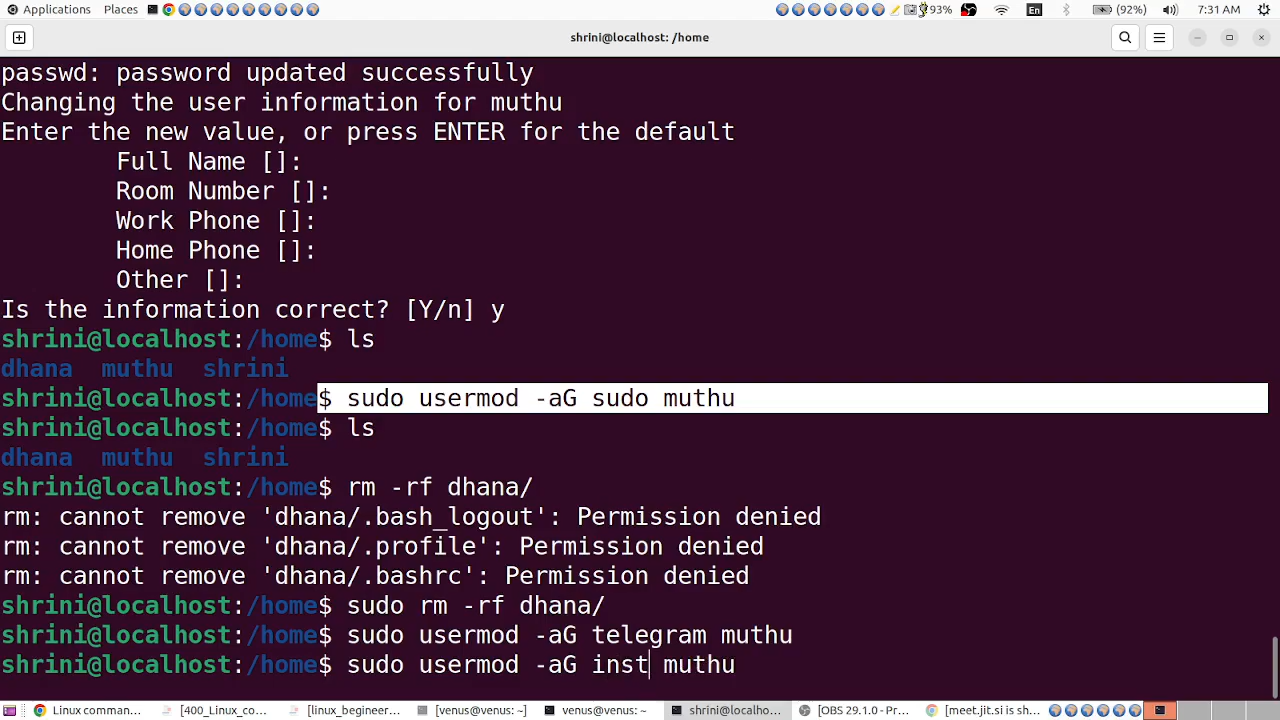 Applications Places 93% En (92%) 7:31 AM
shrini@localhost: /home
passwd: password updated successfully
Changing the user information for muthu
Enter the new value, or press ENTER for the default
Full Name []:
Room Number []:
Work Phone []:
Home Phone []:
Other []:
Is the information correct? [Y/n] y
shrini@localhost:/home$ ls
dhana muthu shrini
shrini@localhost:/home$ sudo usermod -aG sudo muthu
shrini@localhost:/home$ ls
dhana muthu shrini
shrini@localhost:/home$ rm -rf dhana/
rm: cannot remove 'dhana/.bash_logout': Permission denied
rm: cannot remove 'dhana/.profile': Permission denied
rm: cannot remove 'dhana/.bashrc': Permission denied
shrini@localhost:/home$ sudo rm -rf dhana/
shrini@localhost:/home$ sudo usermod -aG telegram muthu
shrini@localhost:/home$ sudo usermod -aG inst muthu
Linux comman... [400_Linux_co... [linux_begineer... [venus@venus: ~] venus@venus: ~ shrini@localho... [OBS 29.1.0 - Pr... [meet.jit.si is sh...